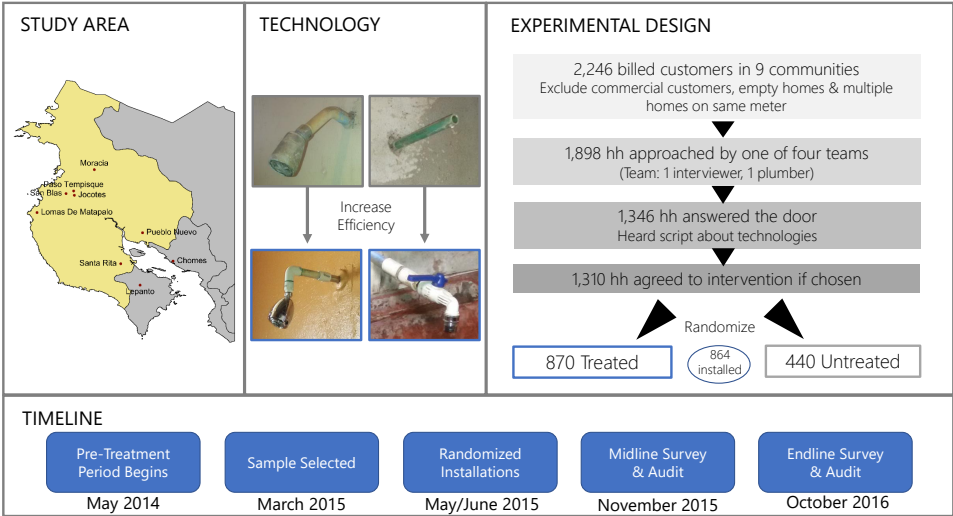 STUDY AREA
Moracia
Paso Tempisque
San Blas
Jocotes
Lomas De Matapalo
Pueblo Nuevo
Santa Rita
Chomes
Lepanto
TECHNOLOGY
Increase
Efficiency
EXPERIMENTAL DESIGN
2,246 billed customers in 9 communities
Exclude commercial customers, empty homes & multiple
homes on same meter
1,898 hh approached by one of four teams
(Team: 1 interviewer, 1 plumber)
1,346 hh answered the door
Heard script about technologies
1,310 hh agreed to intervention if chosen
Randomize
870 Treated
864
installed
440 Untreated
TIMELINE
Pre-Treatment
Period Begins
May 2014
Sample Selected
March 2015
Randomized
Installations
May/June 2015
Midline Survey
& Audit
November 2015
Endline Survey
& Audit
October 2016